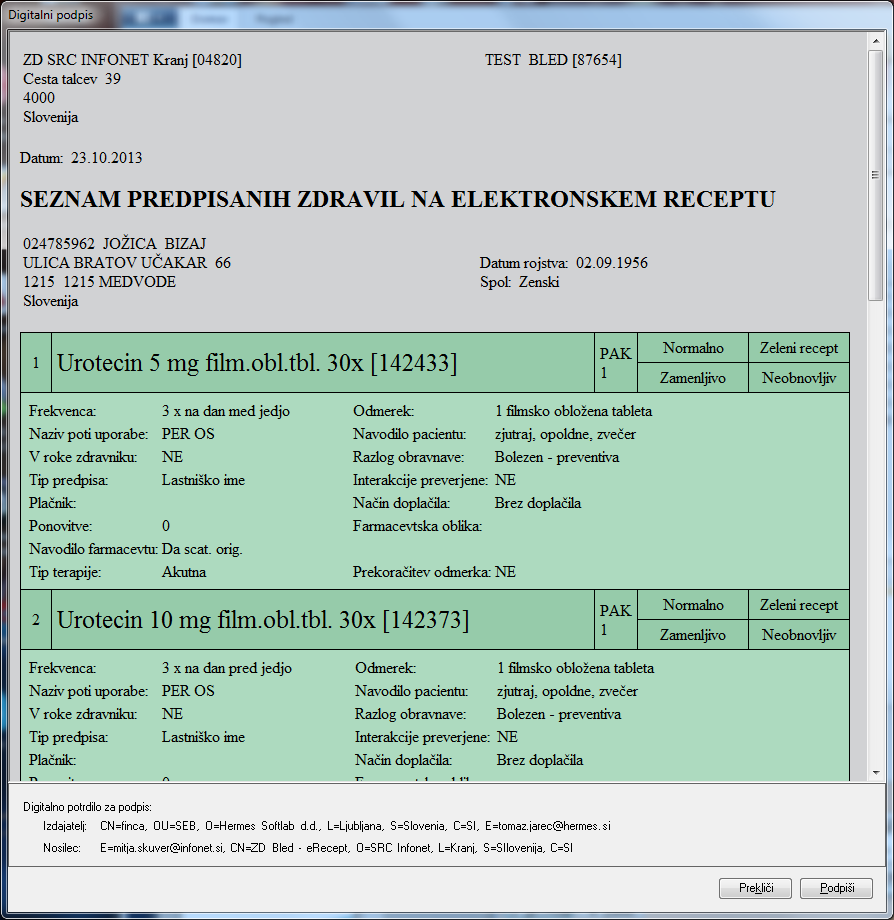 Digitalni podpis
ZD SRC INFONET Kranj [04820] TEST BLED [87654]
Cesta talcev 39
4000
Slovenija
Datum: 23.10.2013
SEZNAM PREDPISANIH ZDRAVIL NA ELEKTRONSKEM RECEPTU
024785962 JOŽICA BIZAJ
ULICA BRATOV UČAKAR 66 Datum rojstva: 02.09.1956
1215 1215 MEDVODE Spol: Zenski
Slovenija
1 Urotecin 5 mg film.obl.tbl. 30x [142433] PAK 1 Normalno Zeleni recept
Zamenljivo Neobnovljiv
Frekvenca: 3 x na dan med jedjo Odmerek: 1 filmsko obložena tableta
Naziv poti uporabe: PER OS Navodilo pacientu: zjutraj, opoldne, zvečer
V roke zdravniku: NE Razlog obravnave: Bolezen - preventiva
Tip predpisa: Lastniško ime Interakcije preverjene: NE
Plačnik: Način doplačila: Brez doplačila
Ponovitve: 0 Farmacevtska oblika:
Navodilo farmacevtu: Da scat. orig.
Tip terapije: Akutna Prekoračitev odmerka: NE
2 Urotecin 10 mg film.obl.tbl. 30x [142373] PAK 1 Normalno Zeleni recept
Zamenljivo Neobnovljiv
Frekvenca: 3 x na dan pred jedjo Odmerek: 1 filmsko obložena tableta
Naziv poti uporabe: PER OS Navodilo pacientu: zjutraj, opoldne, zvečer
V roke zdravniku: NE Razlog obravnave: Bolezen - preventiva
Tip predpisa: Lastniško ime Interakcije preverjene: NE
Plačnik: Način doplačila: Brez doplačila
Digitalno potrdilo za podpis:
Izdajatelj: CN=finca, OU=SEB, O=Hermes Softlab d.d., L=Ljubljana, S=Slovenia, C=SI, E=tomaz.jarec@hermes.si
Nosilec: E=mitja.skuver@infonet.si, CN=ZD Bled - eRecept, O=SRC Infonet, L=Kranj, S=Sllovenija, C=SI
Prekliči Podpiši